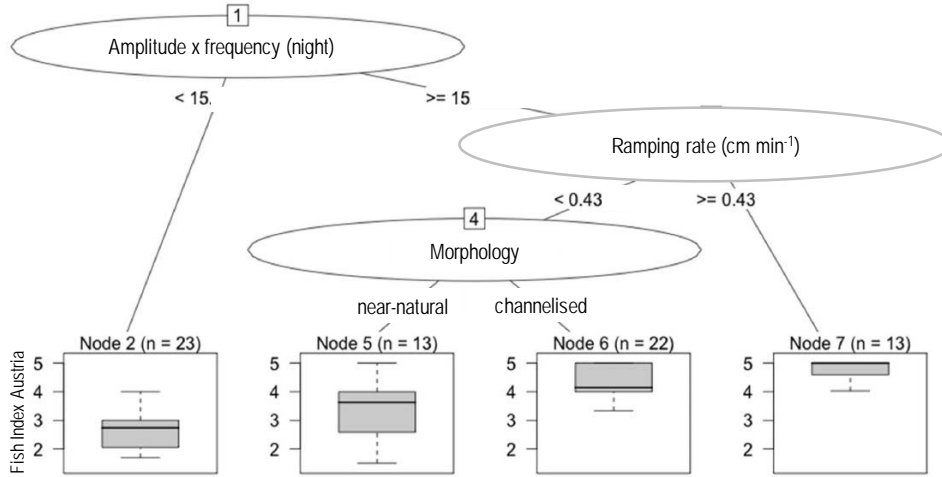 1
Amplitude x frequency (night)
< 15.
>= 15
Ramping rate (cm min-1)
< 0.43
>= 0.43
4
Morphology
near-natural
channelised
Fish Index Austria
Node 2 (n = 23)
5
4
3
2
Node 5 (n = 13)
5
4
3
2
Node 6 (n = 22)
5
4
3
2
Node 7 (n = 13)
5
4
3
2